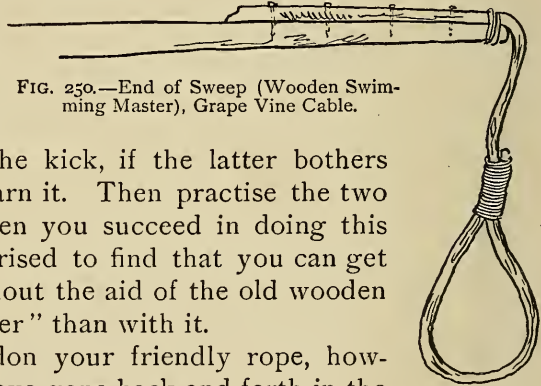 FIG. 250.—End of Sweep (Wooden Swim-
ming Master), Grape Vine Cable.
he kick, if the latter bothers
arn it. Then practise the two
en you succeed in doing this
rised to find that you can get
out the aid of the old wooden
er" than with it.
don your friendly rope, how-
back and forth in the